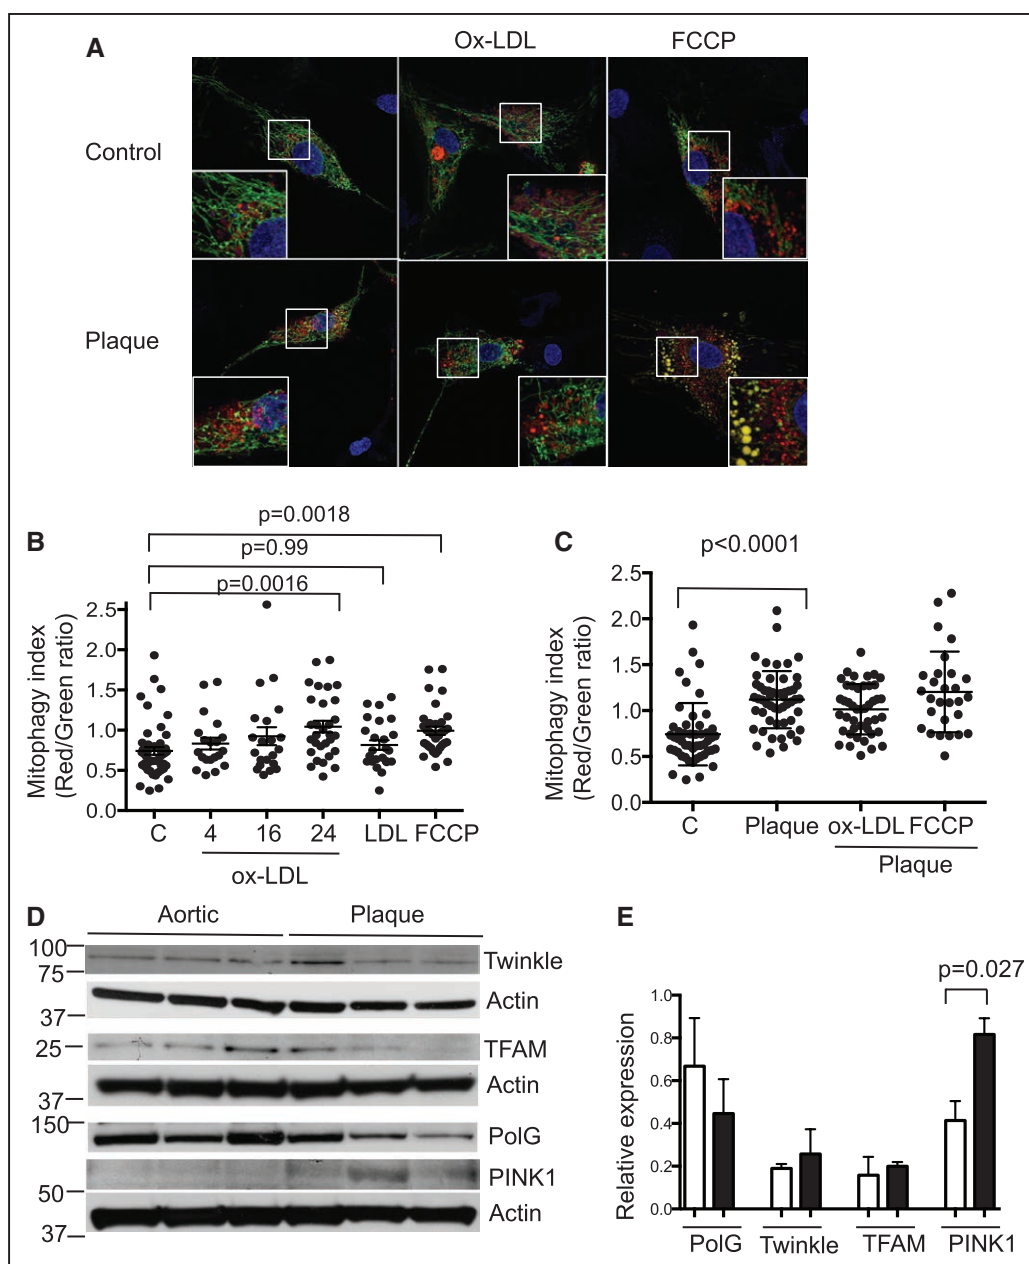 A
Ox-LDL FCCP
Control
Plaque
B
p=0.0018
p=0.99
p=0.0016
Mitophagy index
(Red/Green ratio)
2.5
2.0
1.5
1.0
0.5
0.0
C 4 16 24 LDL FCCP
ox-LDL
C
p<0.0001
Mitophagy index
(Red/Green ratio)
2.5
2.0
1.5
1.0
0.5
0.0
C Plaque ox-LDL FCCP
Plaque
D
Aortic Plaque
100
75
Twinkle
Actin
37
25
TFAM
Actin
37
150
PolG
PINK1
50
Actin
37
E
p=0.027
Relative expression
1.0
0.8
0.6
0.4
0.2
0.0
PolG Twinkle TFAM PINK1